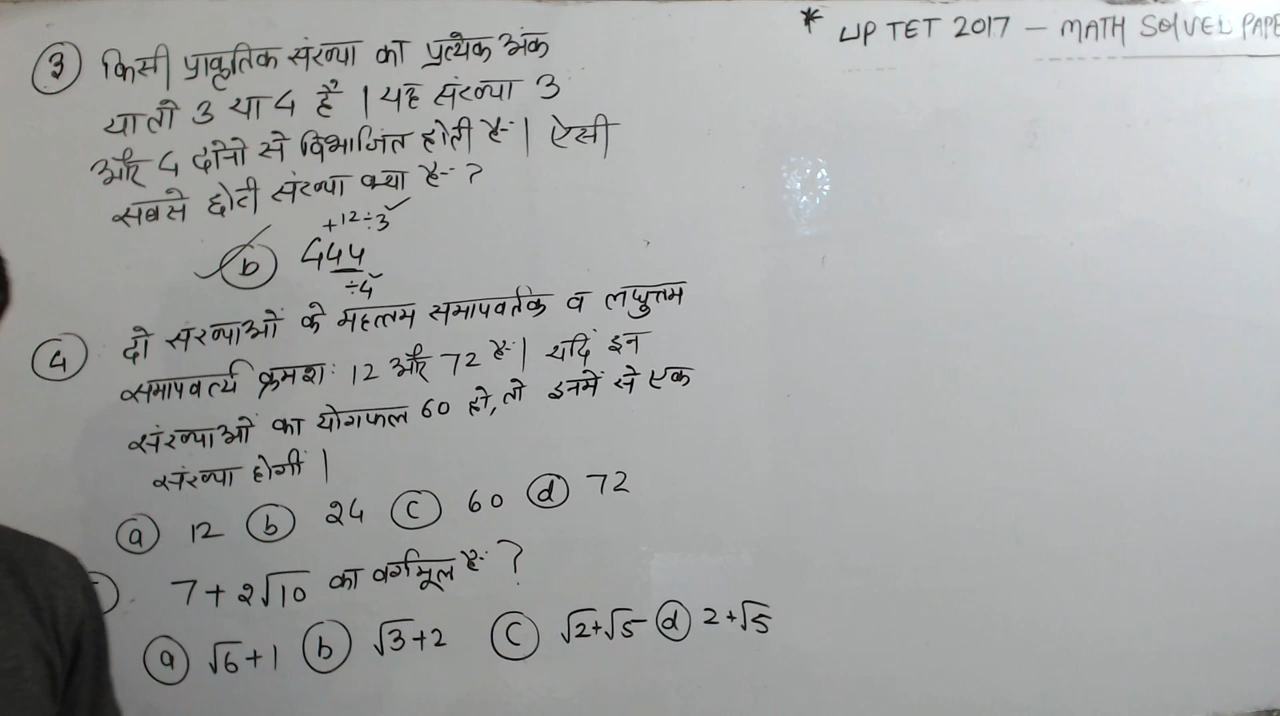 * UP TET 2017 - MATH SOLVED PAPE
③ किसी प्राकृतिक संख्या का प्रत्येक अंक
या तो 3 या 4 है । यह संख्या 3
और 4 दोनो से विभाजित होती है । ऐसी
सबसे छोटी संख्या क्या है ?
+12÷3✓
✓ⓑ 444
÷4✓
④ दो संख्याओं के महत्तम समापवर्तक व लघुत्तम
समापवर्त्य क्रमशः 12 और 72 है । यदि इन
संख्याओं का योगफल 60 हो, तो इनमें से एक
संख्या होगीं ।
ⓐ 12 ⓑ 24 ⓒ 60 ⓓ 72
7 + 2√10 का वर्गमूल है ?
ⓐ √6+1 ⓑ √3+2 ⓒ √2+√5 ⓓ 2+√5